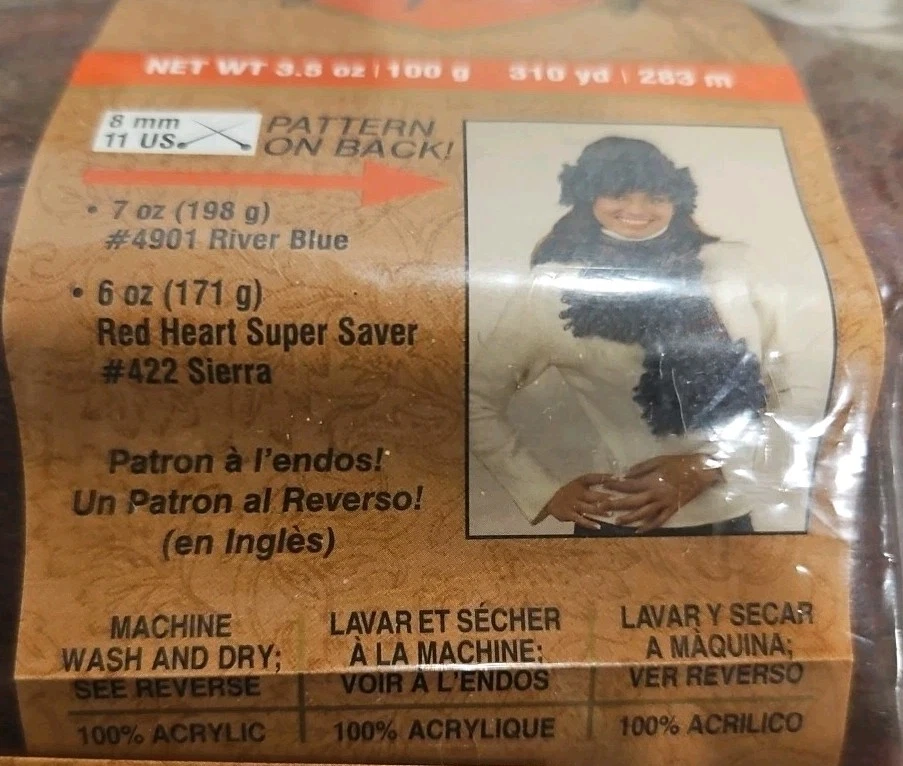 NET WT 3.5 oz | 100 g 310 yd | 283 m
8 mm
11 US
PATTERN
ON BACK!
• 7 oz (198 g)
#4901 River Blue
• 6 oz (171 g)
Red Heart Super Saver
#422 Sierra
Patron à l'endos!
Un Patron al Reverso!
(en Inglès)
MACHINE
WASH AND DRY;
SEE REVERSE
100% ACRYLIC
LAVAR ET SÉCHER
À LA MACHINE;
VOIR À L'ENDOS
100% ACRYLIQUE
LAVAR Y SECAR
A MÀQUINA;
VER REVERSO
100% ACRILICO